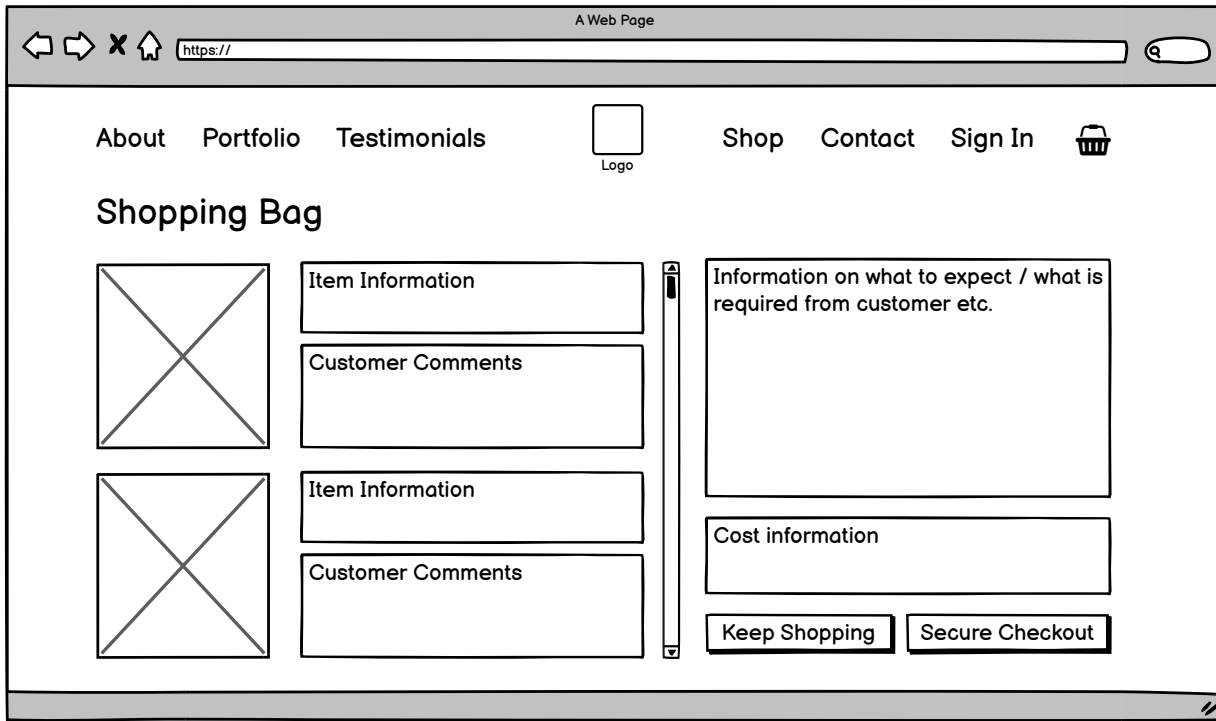 A Web Page
https://
About Portfolio Testimonials
Logo
Shop Contact Sign In
Shopping Bag
Item Information
Customer Comments
Item Information
Customer Comments
Information on what to expect / what is
required from customer etc.
Cost information
Keep Shopping Secure Checkout